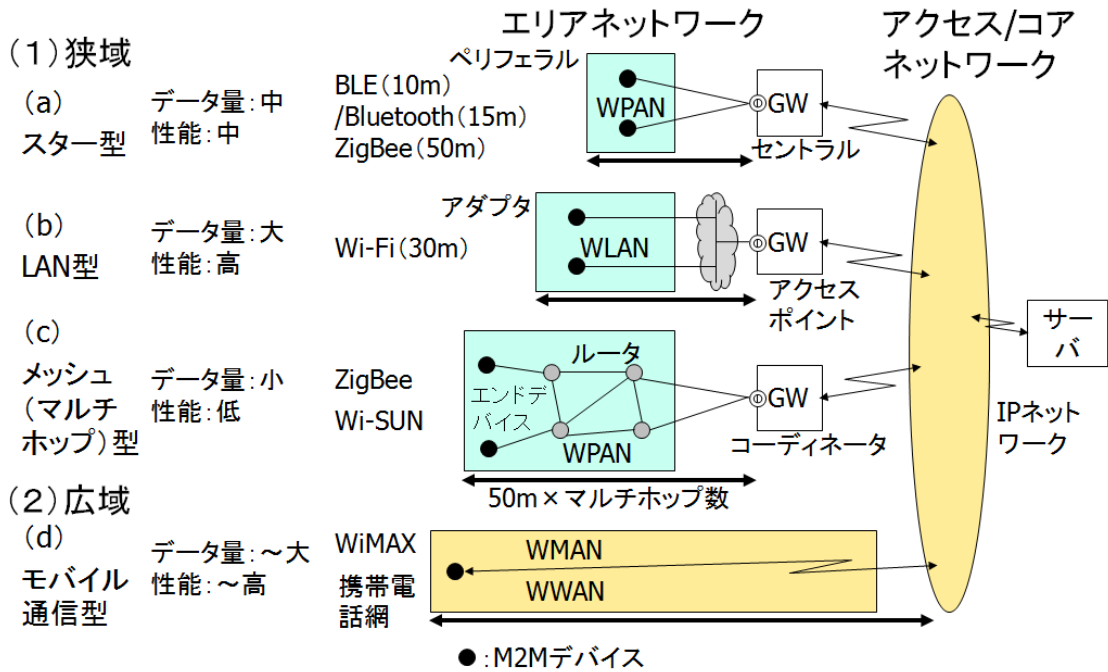 エリアネットワーク
アクセス/コア
ネットワーク
(1)狭域
(a)
スター型
データ量:中
性能:中
BLE(10m)
/Bluetooth(15m)
ZigBee(50m)
ペリフェラル
WPAN
GW
セントラル
(b)
LAN型
データ量:大
性能:高
Wi-Fi(30m)
アダプタ
WLAN
GW
アクセス
ポイント
(c)
メッシュ
(マルチ
ホップ)型
データ量:小
性能:低
ZigBee
Wi-SUN
ルータ
エンドデ
バイス
WPAN
GW
コーディネータ
50m×マルチホップ数
サー
バ
IPネット
ワーク
(2)広域
(d)
モバイル
通信型
データ量:~大
性能:~高
WiMAX
携帯電
話網
WMAN
WWAN
●:M2Mデバイス